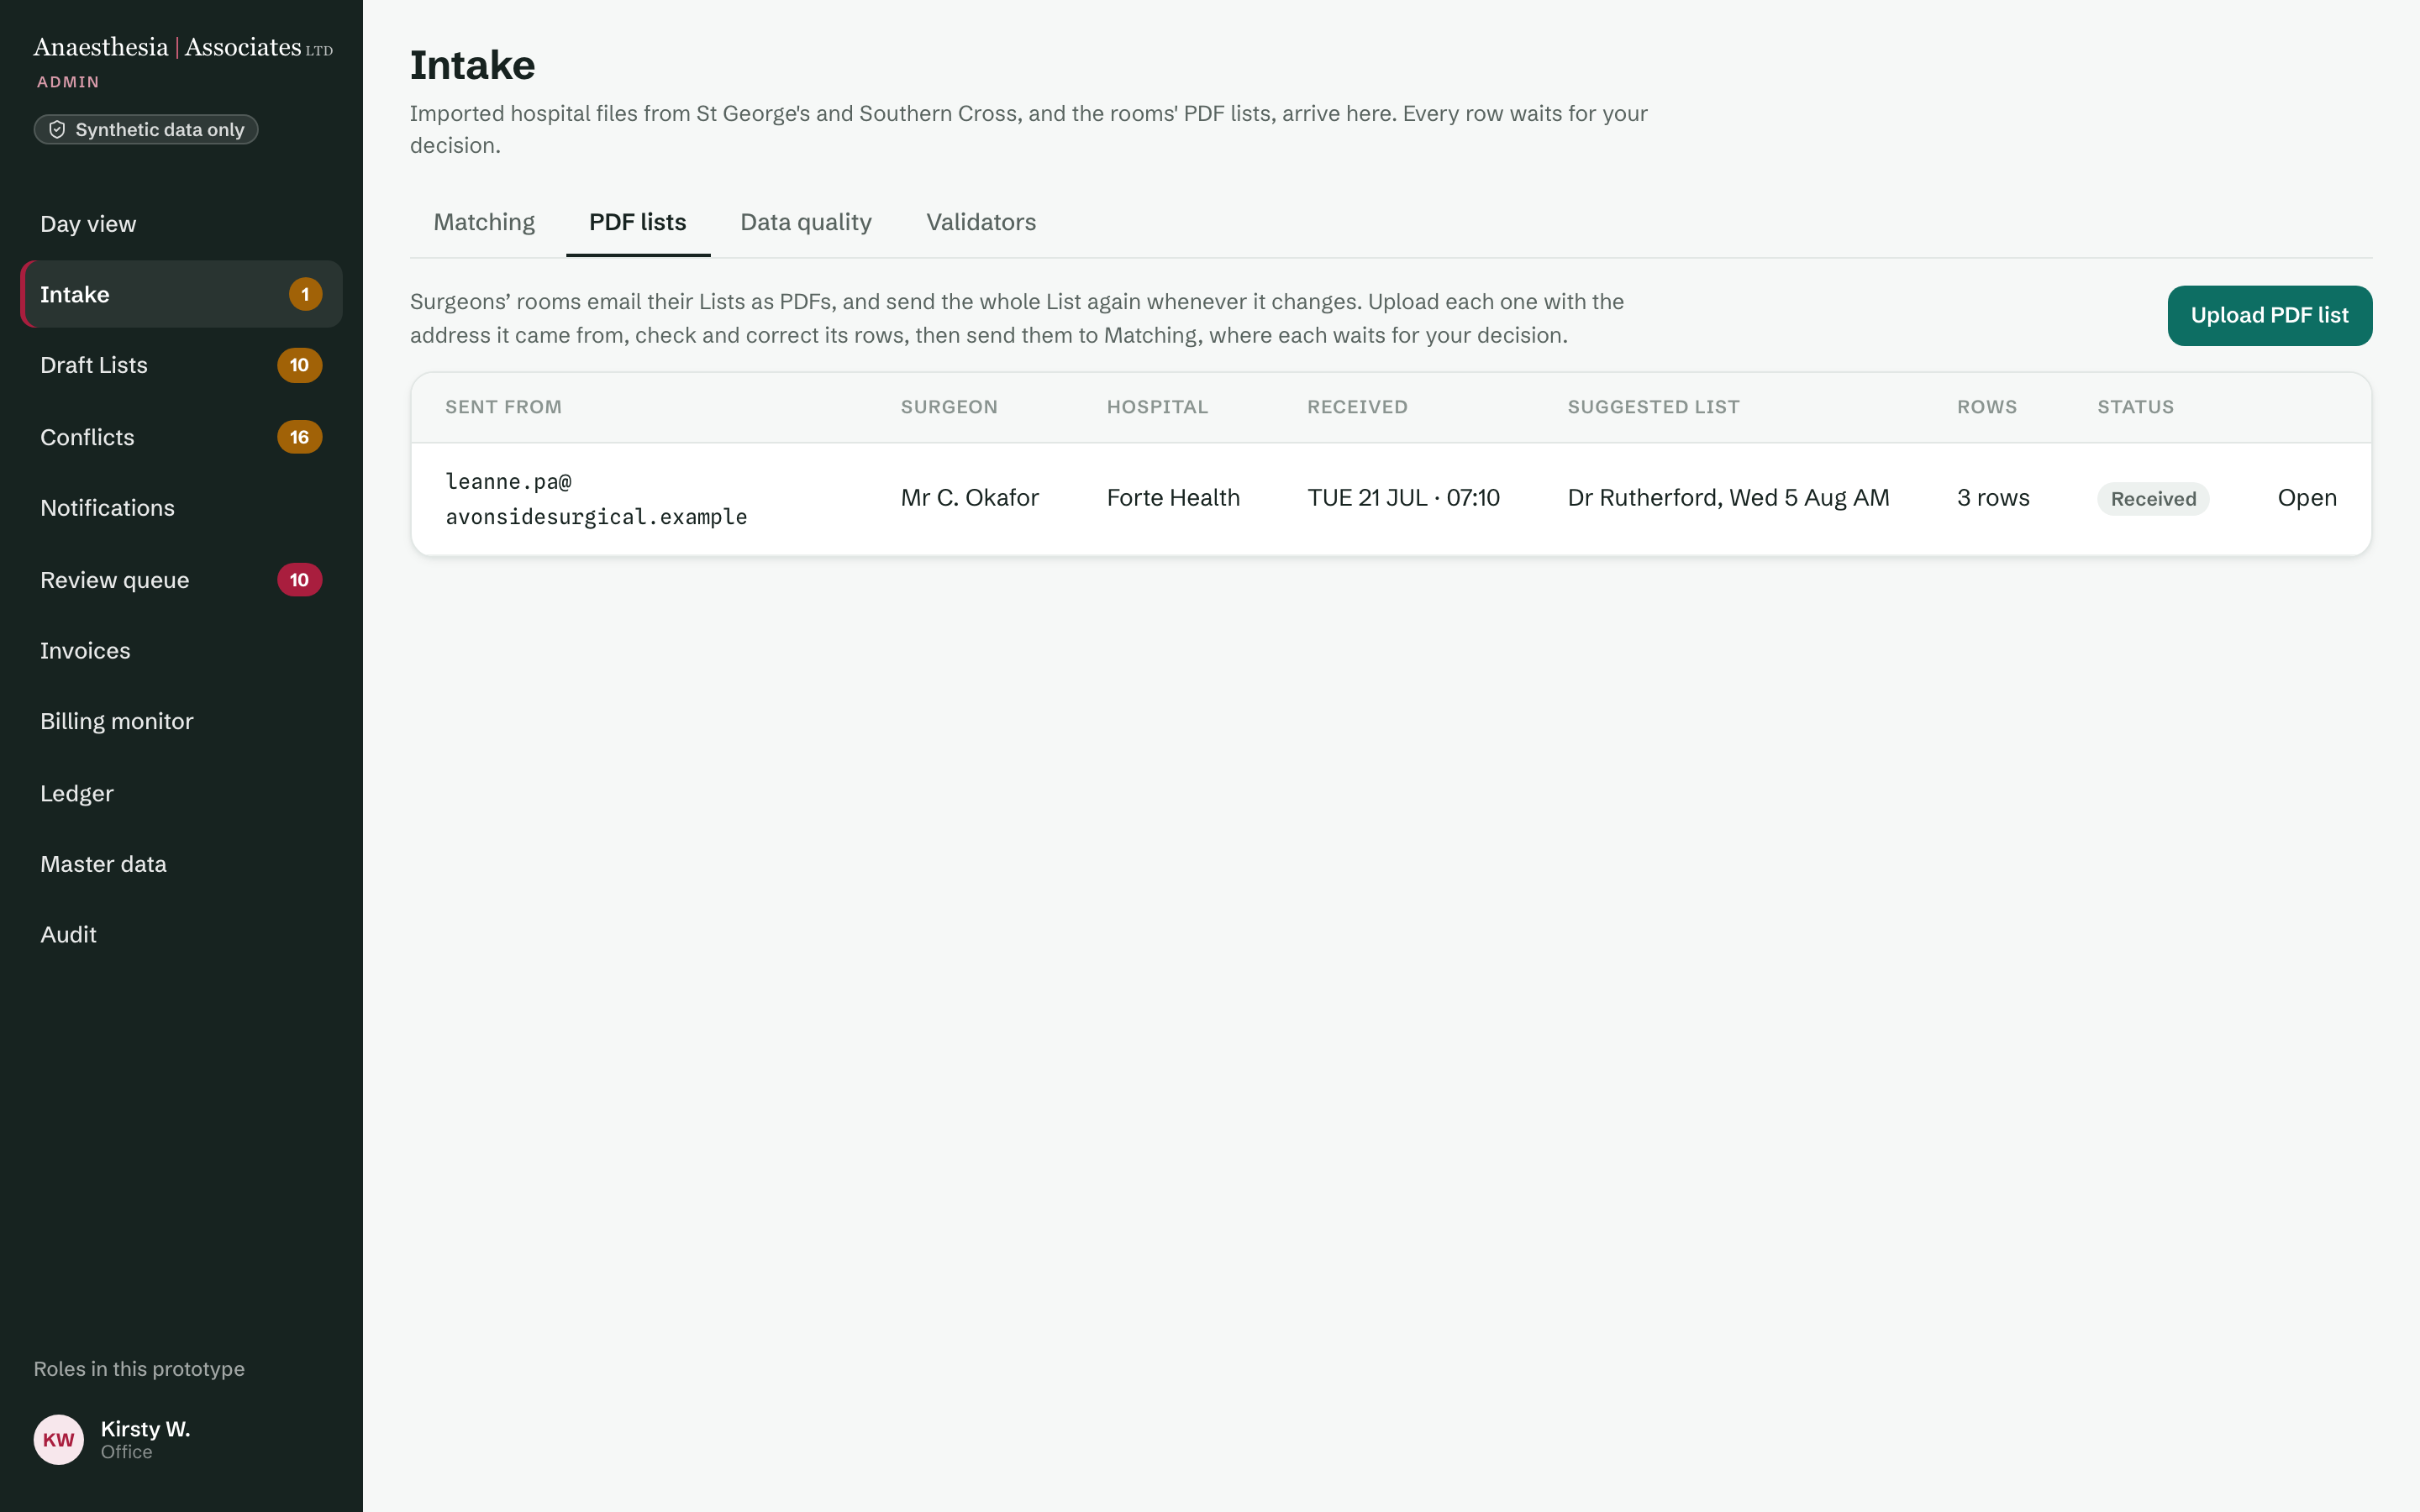 Anaesthesia | Associates LTD
ADMIN
Synthetic data only
Day view
Intake 1
Draft Lists 10
Conflicts 16
Notifications
Review queue 10
Invoices
Billing monitor
Ledger
Master data
Audit
Roles in this prototype
KW
Kirsty W.
Office
Intake
Imported hospital files from St George's and Southern Cross, and the rooms' PDF lists, arrive here. Every row waits for your
decision.
Matching PDF lists Data quality Validators
Surgeons’ rooms email their Lists as PDFs, and send the whole List again whenever it changes. Upload each one with the
address it came from, check and correct its rows, then send them to Matching, where each waits for your decision.
Upload PDF list
SENT FROM SURGEON HOSPITAL RECEIVED SUGGESTED LIST ROWS STATUS
leanne.pa@
avonsidesurgical.example
Mr C. Okafor Forte Health TUE 21 JUL · 07:10 Dr Rutherford, Wed 5 Aug AM 3 rows Received Open